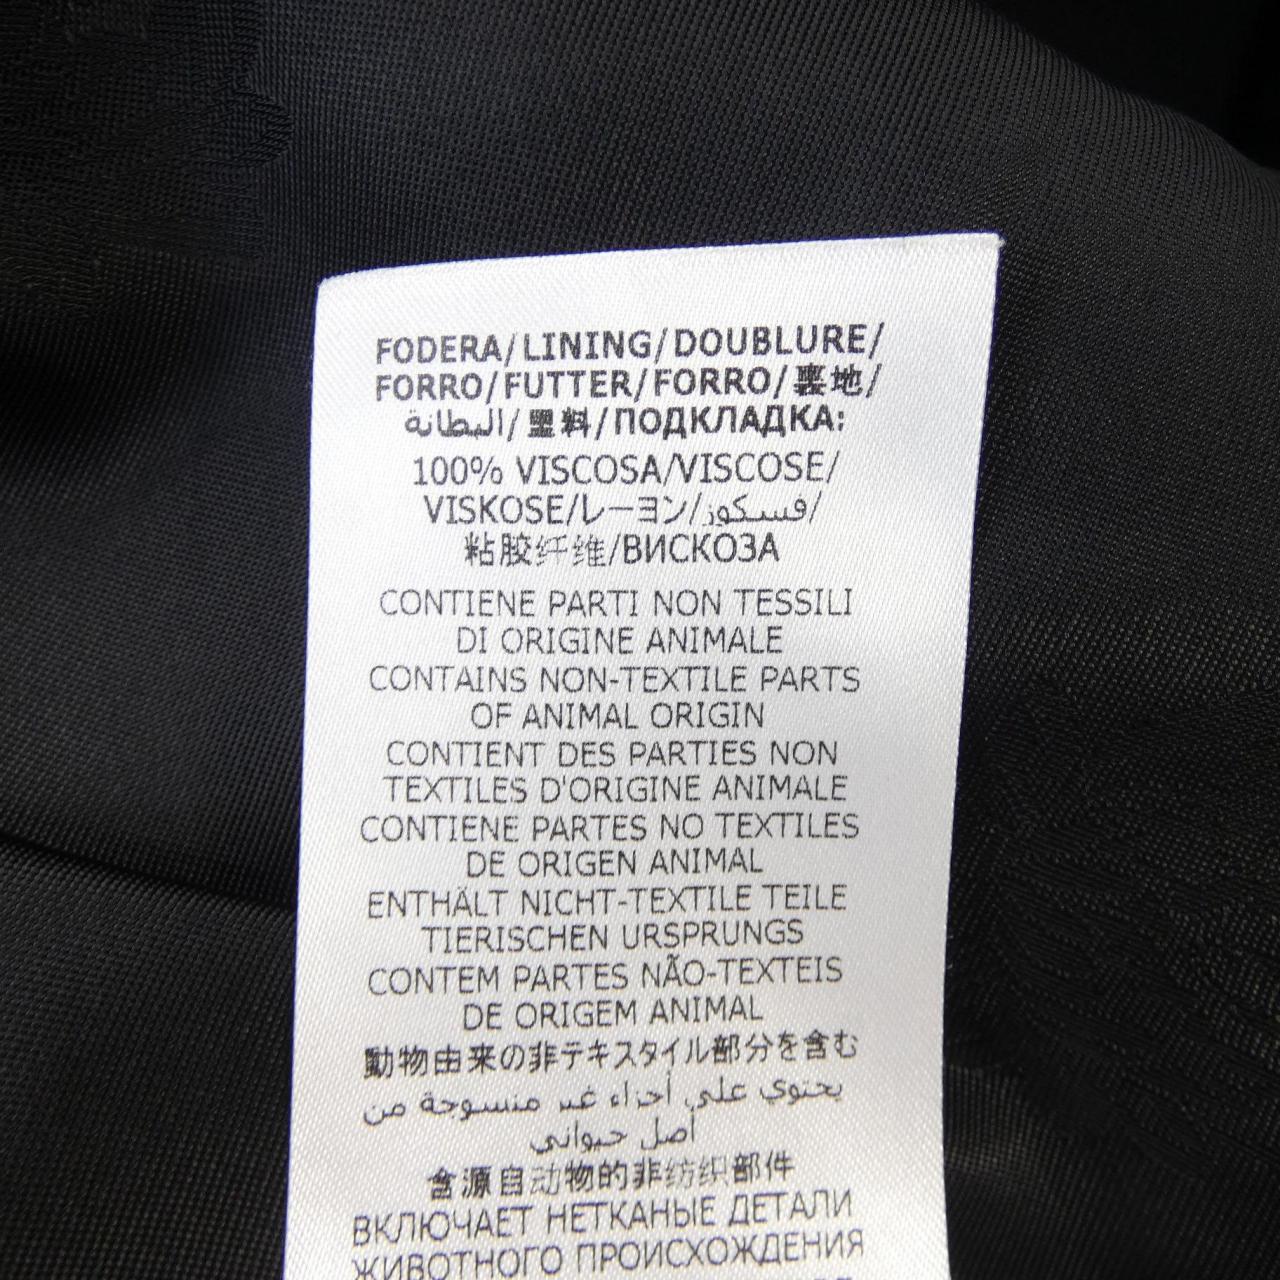 FODERA/LINING/DOUBLURE/
FORRO/FUTTER/FORRO/裏地/
البطانة/里料/ПОДКЛАДКА:
100% VISCOSA/VISCOSE/
VISKOSE/レーヨン/فسكوز/
粘胶纤维/ВИСКОЗА
CONTIENE PARTI NON TESSILI
DI ORIGINE ANIMALE
CONTAINS NON-TEXTILE PARTS
OF ANIMAL ORIGIN
CONTIENT DES PARTIES NON
TEXTILES D'ORIGINE ANIMALE
CONTIENE PARTES NO TEXTILES
DE ORIGEN ANIMAL
ENTHÄLT NICHT-TEXTILE TEILE
TIERISCHEN URSPRUNGS
CONTEM PARTES NÃO-TEXTEIS
DE ORIGEM ANIMAL
動物由来の非テキスタイル部分を含む
يحتوي على أجزاء غير منسوجة من
أصل حيواني
含源自动物的非纺织部件
ВКЛЮЧАЕТ НЕТКАНЫЕ ДЕТАЛИ
ЖИВОТНОГО ПРОИСХОЖДЕНИЯ